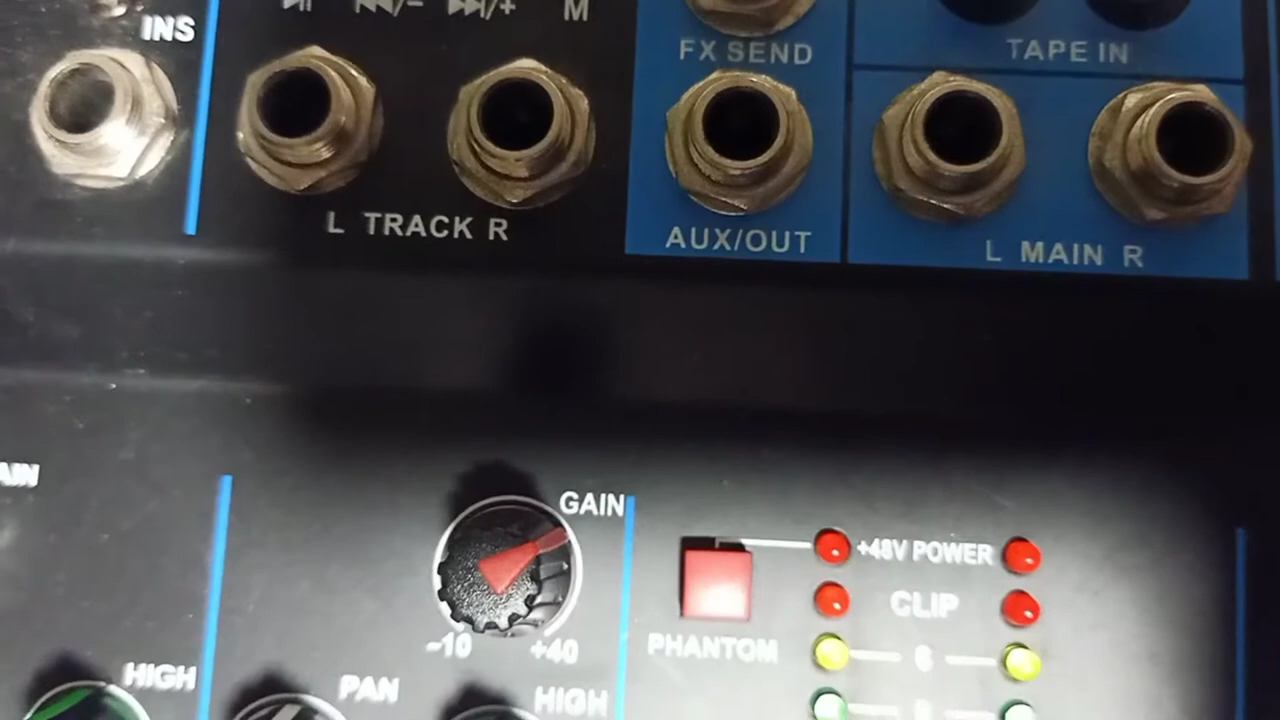 INS
M
FX SEND
TAPE IN
L TRACK R
AUX/OUT
L MAIN R
GAIN
+48V POWER
CLIP
-10 +40
PHANTOM
6
HIGH
PAN
HIGH